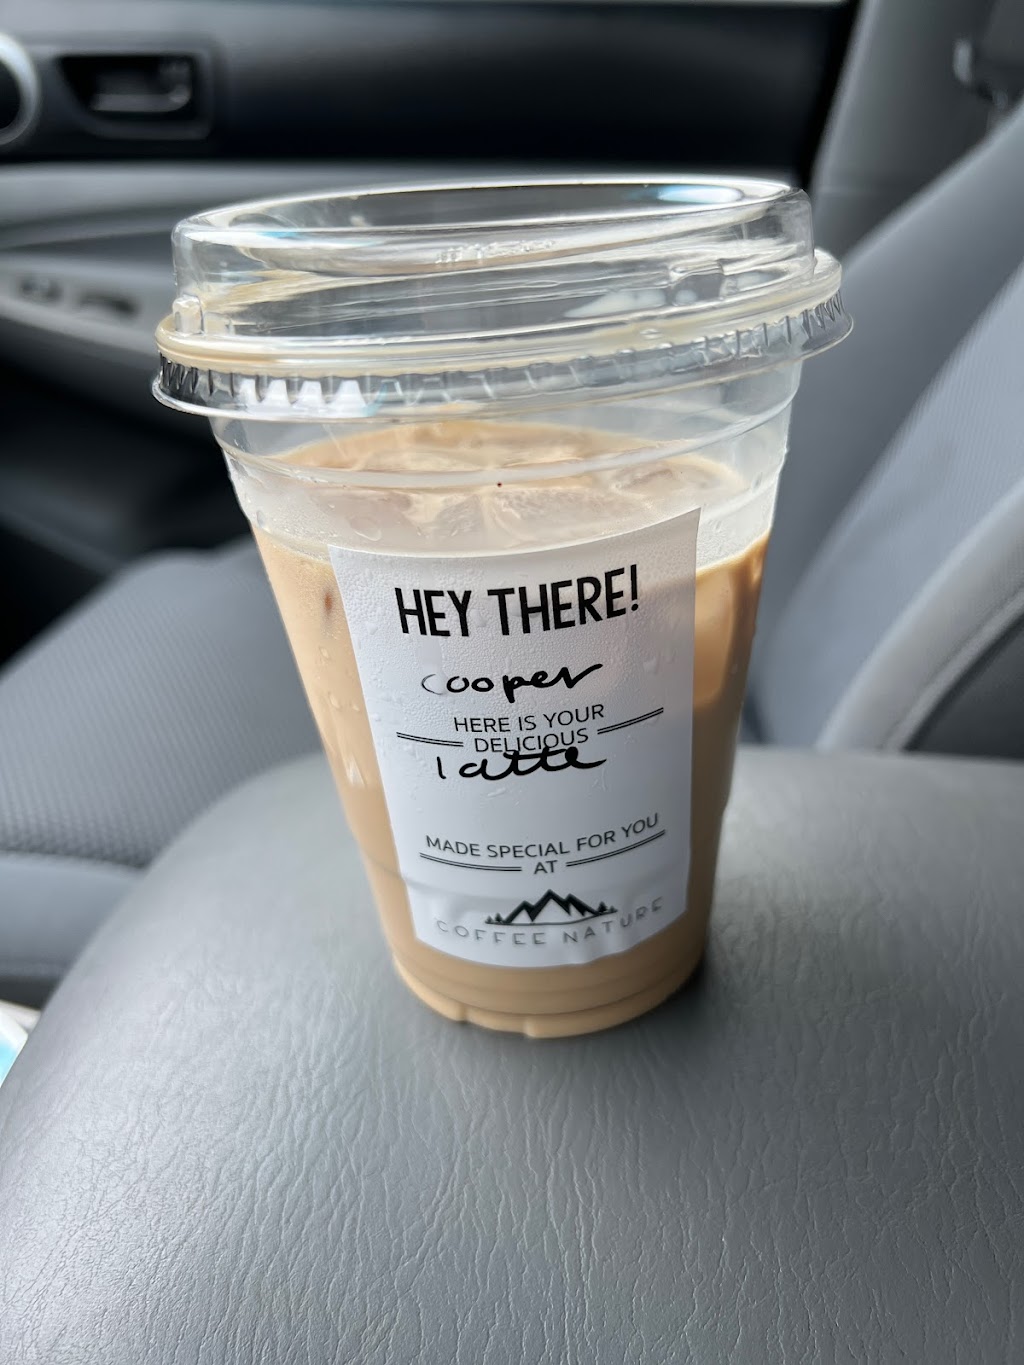 HEY THERE!
cooper
HERE IS YOUR
DELICIOUS
latte
MADE SPECIAL FOR YOU
AT
COFFEE NATURE